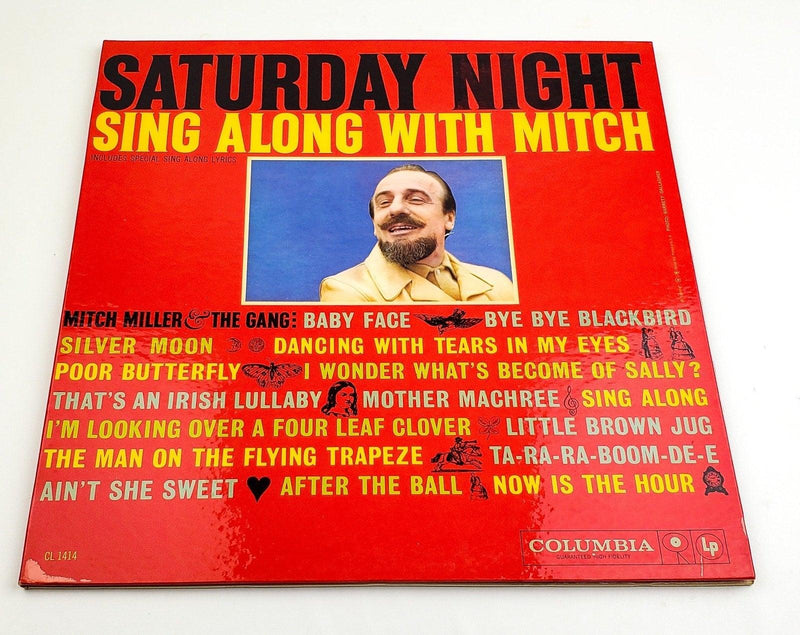 SATURDAY NIGHT
SING ALONG WITH MITCH
INCLUDES SPECIAL SING ALONG LYRICS
MITCH MILLER & THE GANG: BABY FACE BYE BYE BLACKBIRD
SILVER MOON DANCING WITH TEARS IN MY EYES
POOR BUTTERFLY I WONDER WHAT'S BECOME OF SALLY?
THAT'S AN IRISH LULLABY MOTHER MACHREE SING ALONG
I'M LOOKING OVER A FOUR LEAF CLOVER LITTLE BROWN JUG
THE MAN ON THE FLYING TRAPEZE TA-RA-RA-BOOM-DE-E
AIN'T SHE SWEET AFTER THE BALL NOW IS THE HOUR
CL 1414
COLUMBIA Lp
GUARANTEED HIGH FIDELITY